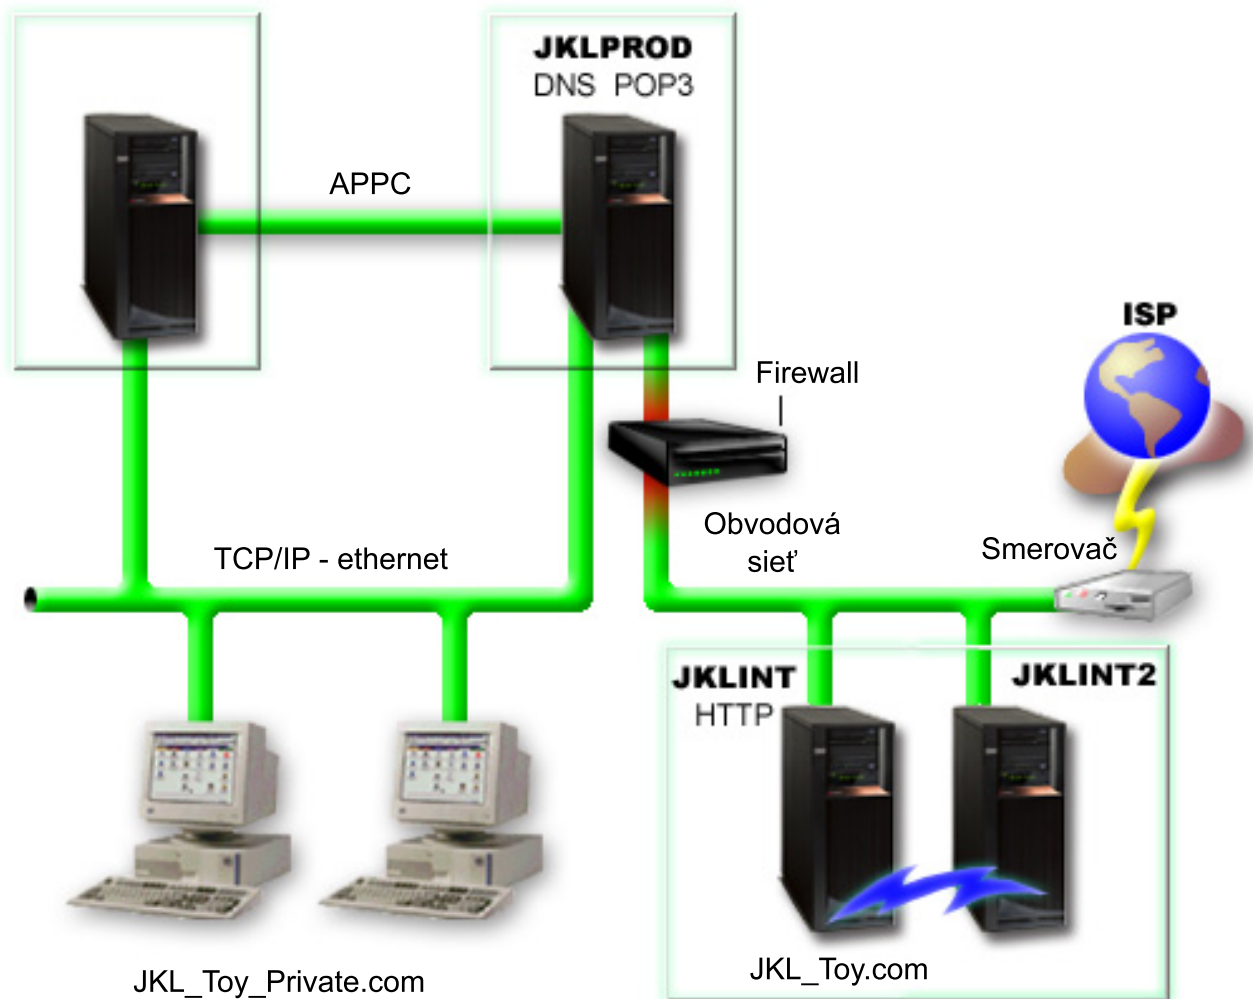 JKLPROD
DNS POP3
APPC
ISP
Firewall
Obvodová
sieť
Smerovač
TCP/IP - ethernet
JKLINT
HTTP
JKLINT2
JKL_Toy.com
JKL_Toy_Private.com